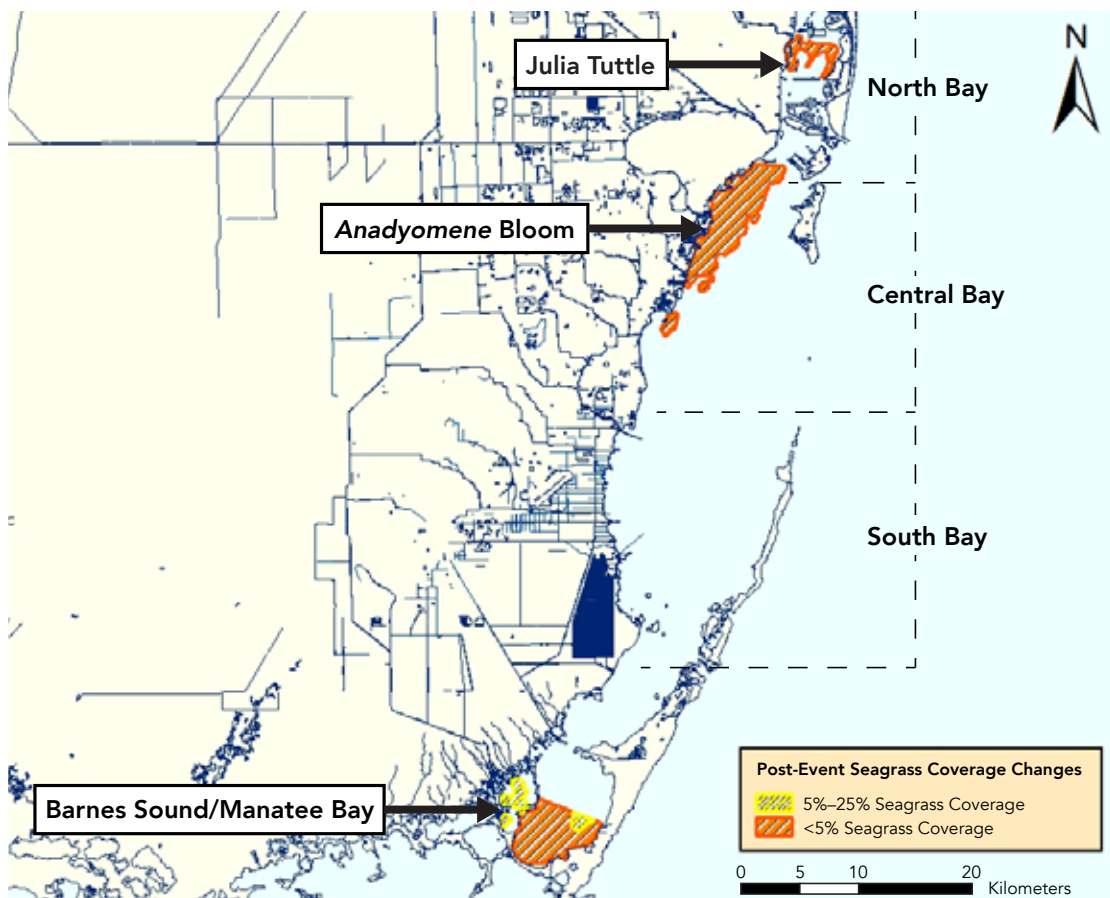 Julia Tuttle
N
North Bay
Anadyomene Bloom
Central Bay
South Bay
Barnes Sound/Manatee Bay
Post-Event Seagrass Coverage Changes
5%–25% Seagrass Coverage
<5% Seagrass Coverage
0 5 10 20
Kilometers